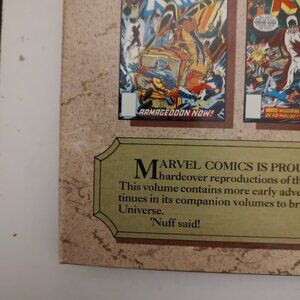 ARMAGEDDON NOW!
MARVEL COMICS IS PROU
hardcover reproductions of th
This volume contains more early adve
tinues in its companion volumes to br
Universe.
'Nuff said!